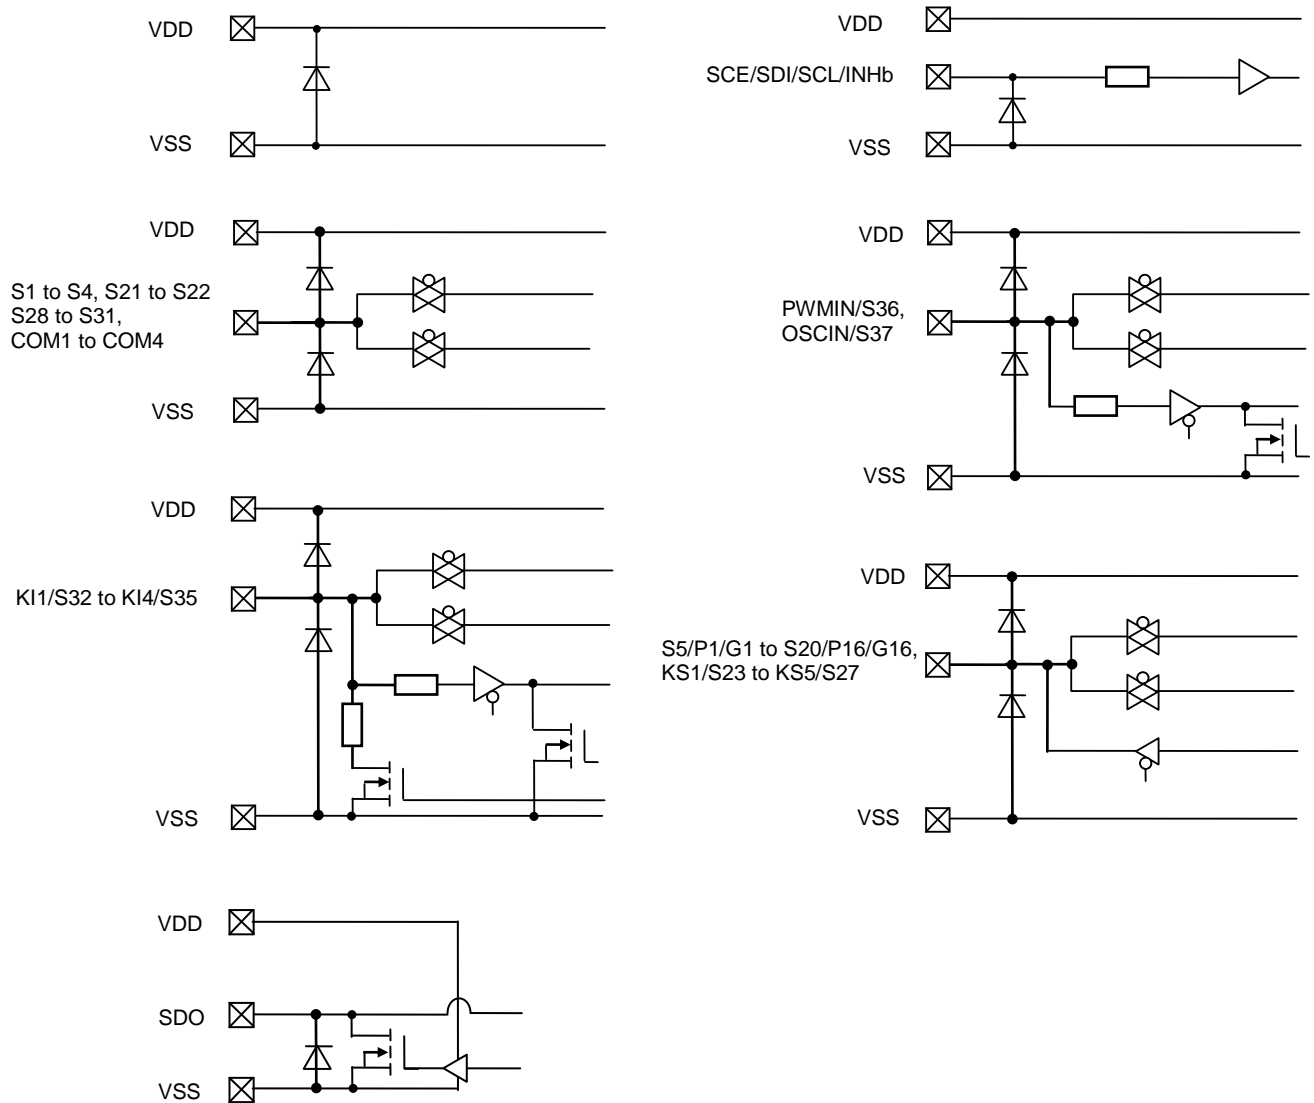 VDD
VSS
VDD
S1 to S4, S21 to S22
S28 to S31,
COM1 to COM4
VSS
VDD
KI1/S32 to KI4/S35
VSS
VDD
SDO
VSS
VDD
SCE/SDI/SCL/INHb
VSS
VDD
PWMIN/S36,
OSCIN/S37
VSS
VDD
S5/P1/G1 to S20/P16/G16,
KS1/S23 to KS5/S27
VSS